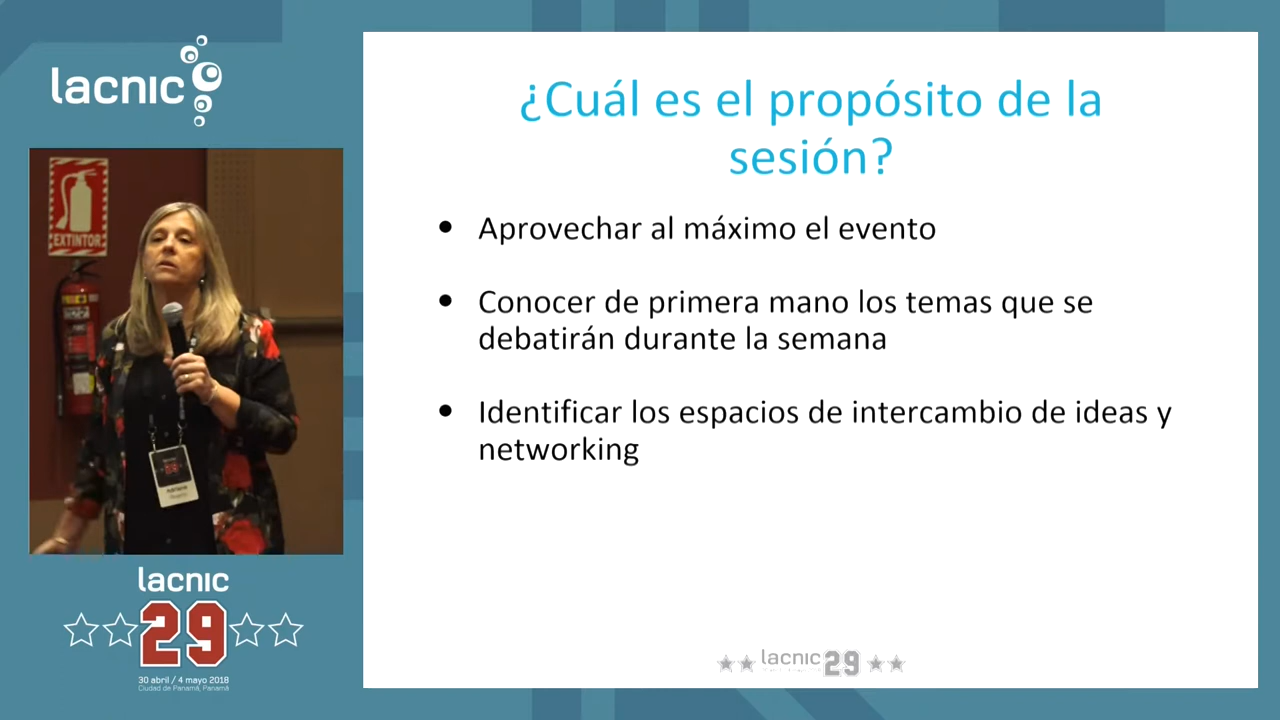 lacnic
EXTINTOR
Adriana
lacnic
29
30 abril / 4 mayo 2018
Ciudad de Panamá, Panamá
¿Cuál es el propósito de la
sesión?
• Aprovechar al máximo el evento
• Conocer de primera mano los temas que se
debatirán durante la semana
• Identificar los espacios de intercambio de ideas y
networking
lacnic 29